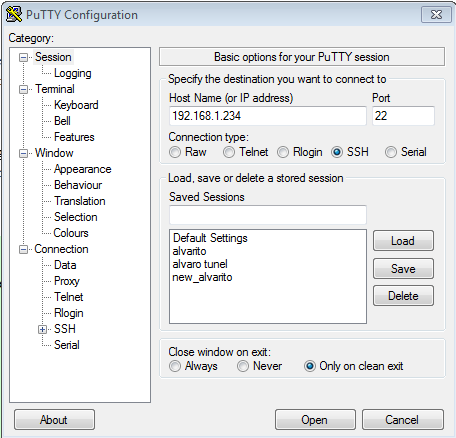 PuTTY Configuration
Category:
Session
Logging
Terminal
Keyboard
Bell
Features
Window
Appearance
Behaviour
Translation
Selection
Colours
Connection
Data
Proxy
Telnet
Rlogin
SSH
Serial
Basic options for your PuTTY session
Specify the destination you want to connect to
Host Name (or IP address) Port
192.168.1.234 22
Connection type:
Raw Telnet Rlogin SSH Serial
Load, save or delete a stored session
Saved Sessions
Default Settings
alvarito
alvaro tunel
new_alvarito
Load
Save
Delete
Close window on exit:
Always Never Only on clean exit
About Open Cancel